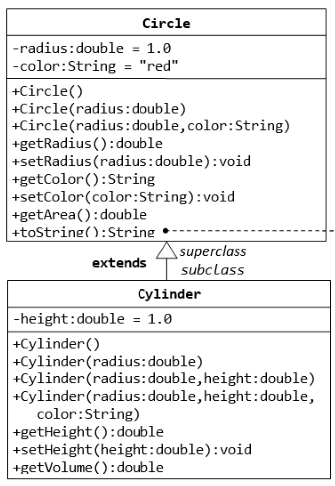 Circle
-radius:double = 1.0
-color:String = "red"
+Circle()
+Circle(radius:double)
+Circle(radius:double,color:String)
+getRadius():double
+setRadius(radius:double):void
+getColor():String
+setColor(color:String):void
+getArea():double
+toString():String
superclass
extends
subclass
Cylinder
-height:double = 1.0
+Cylinder()
+Cylinder(radius:double)
+Cylinder(radius:double,height:double)
+Cylinder(radius:double,height:double,
color:String)
+getHeight():double
+setHeight(height:double):void
+getVolume():double